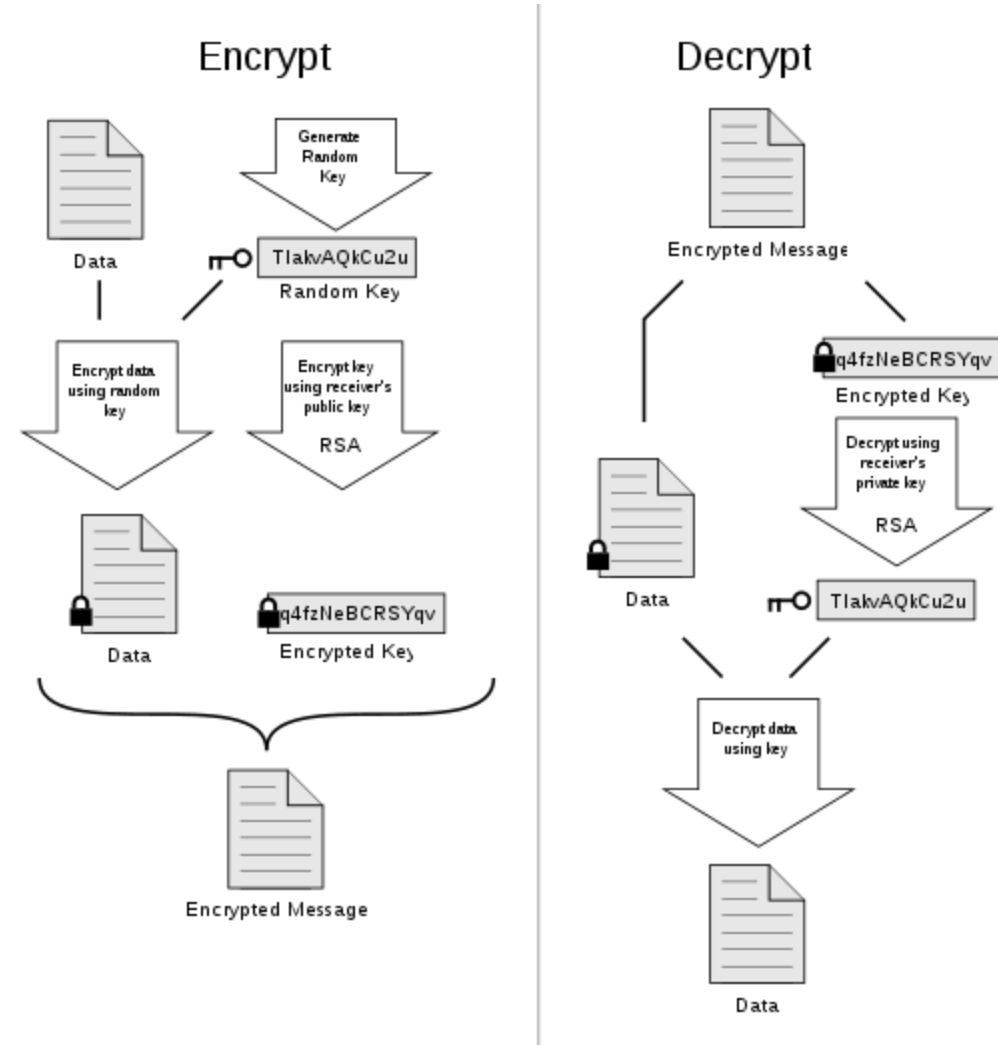 Encrypt
Generate
Random
Key
Data
TIakvAQkCu2u
Random Key
Encrypt data
using random
key
Encrypt key
using receiver's
public key
RSA
Data
q4fzNeBCRSYqv
Encrypted Key
Encrypted Message
Decrypt
Encrypted Message
q4fzNeBCRSYqv
Encrypted Key
Decrypt using
receiver's
private key
RSA
Data
TIakvAQkCu2u
Decrypt data
using key
Data